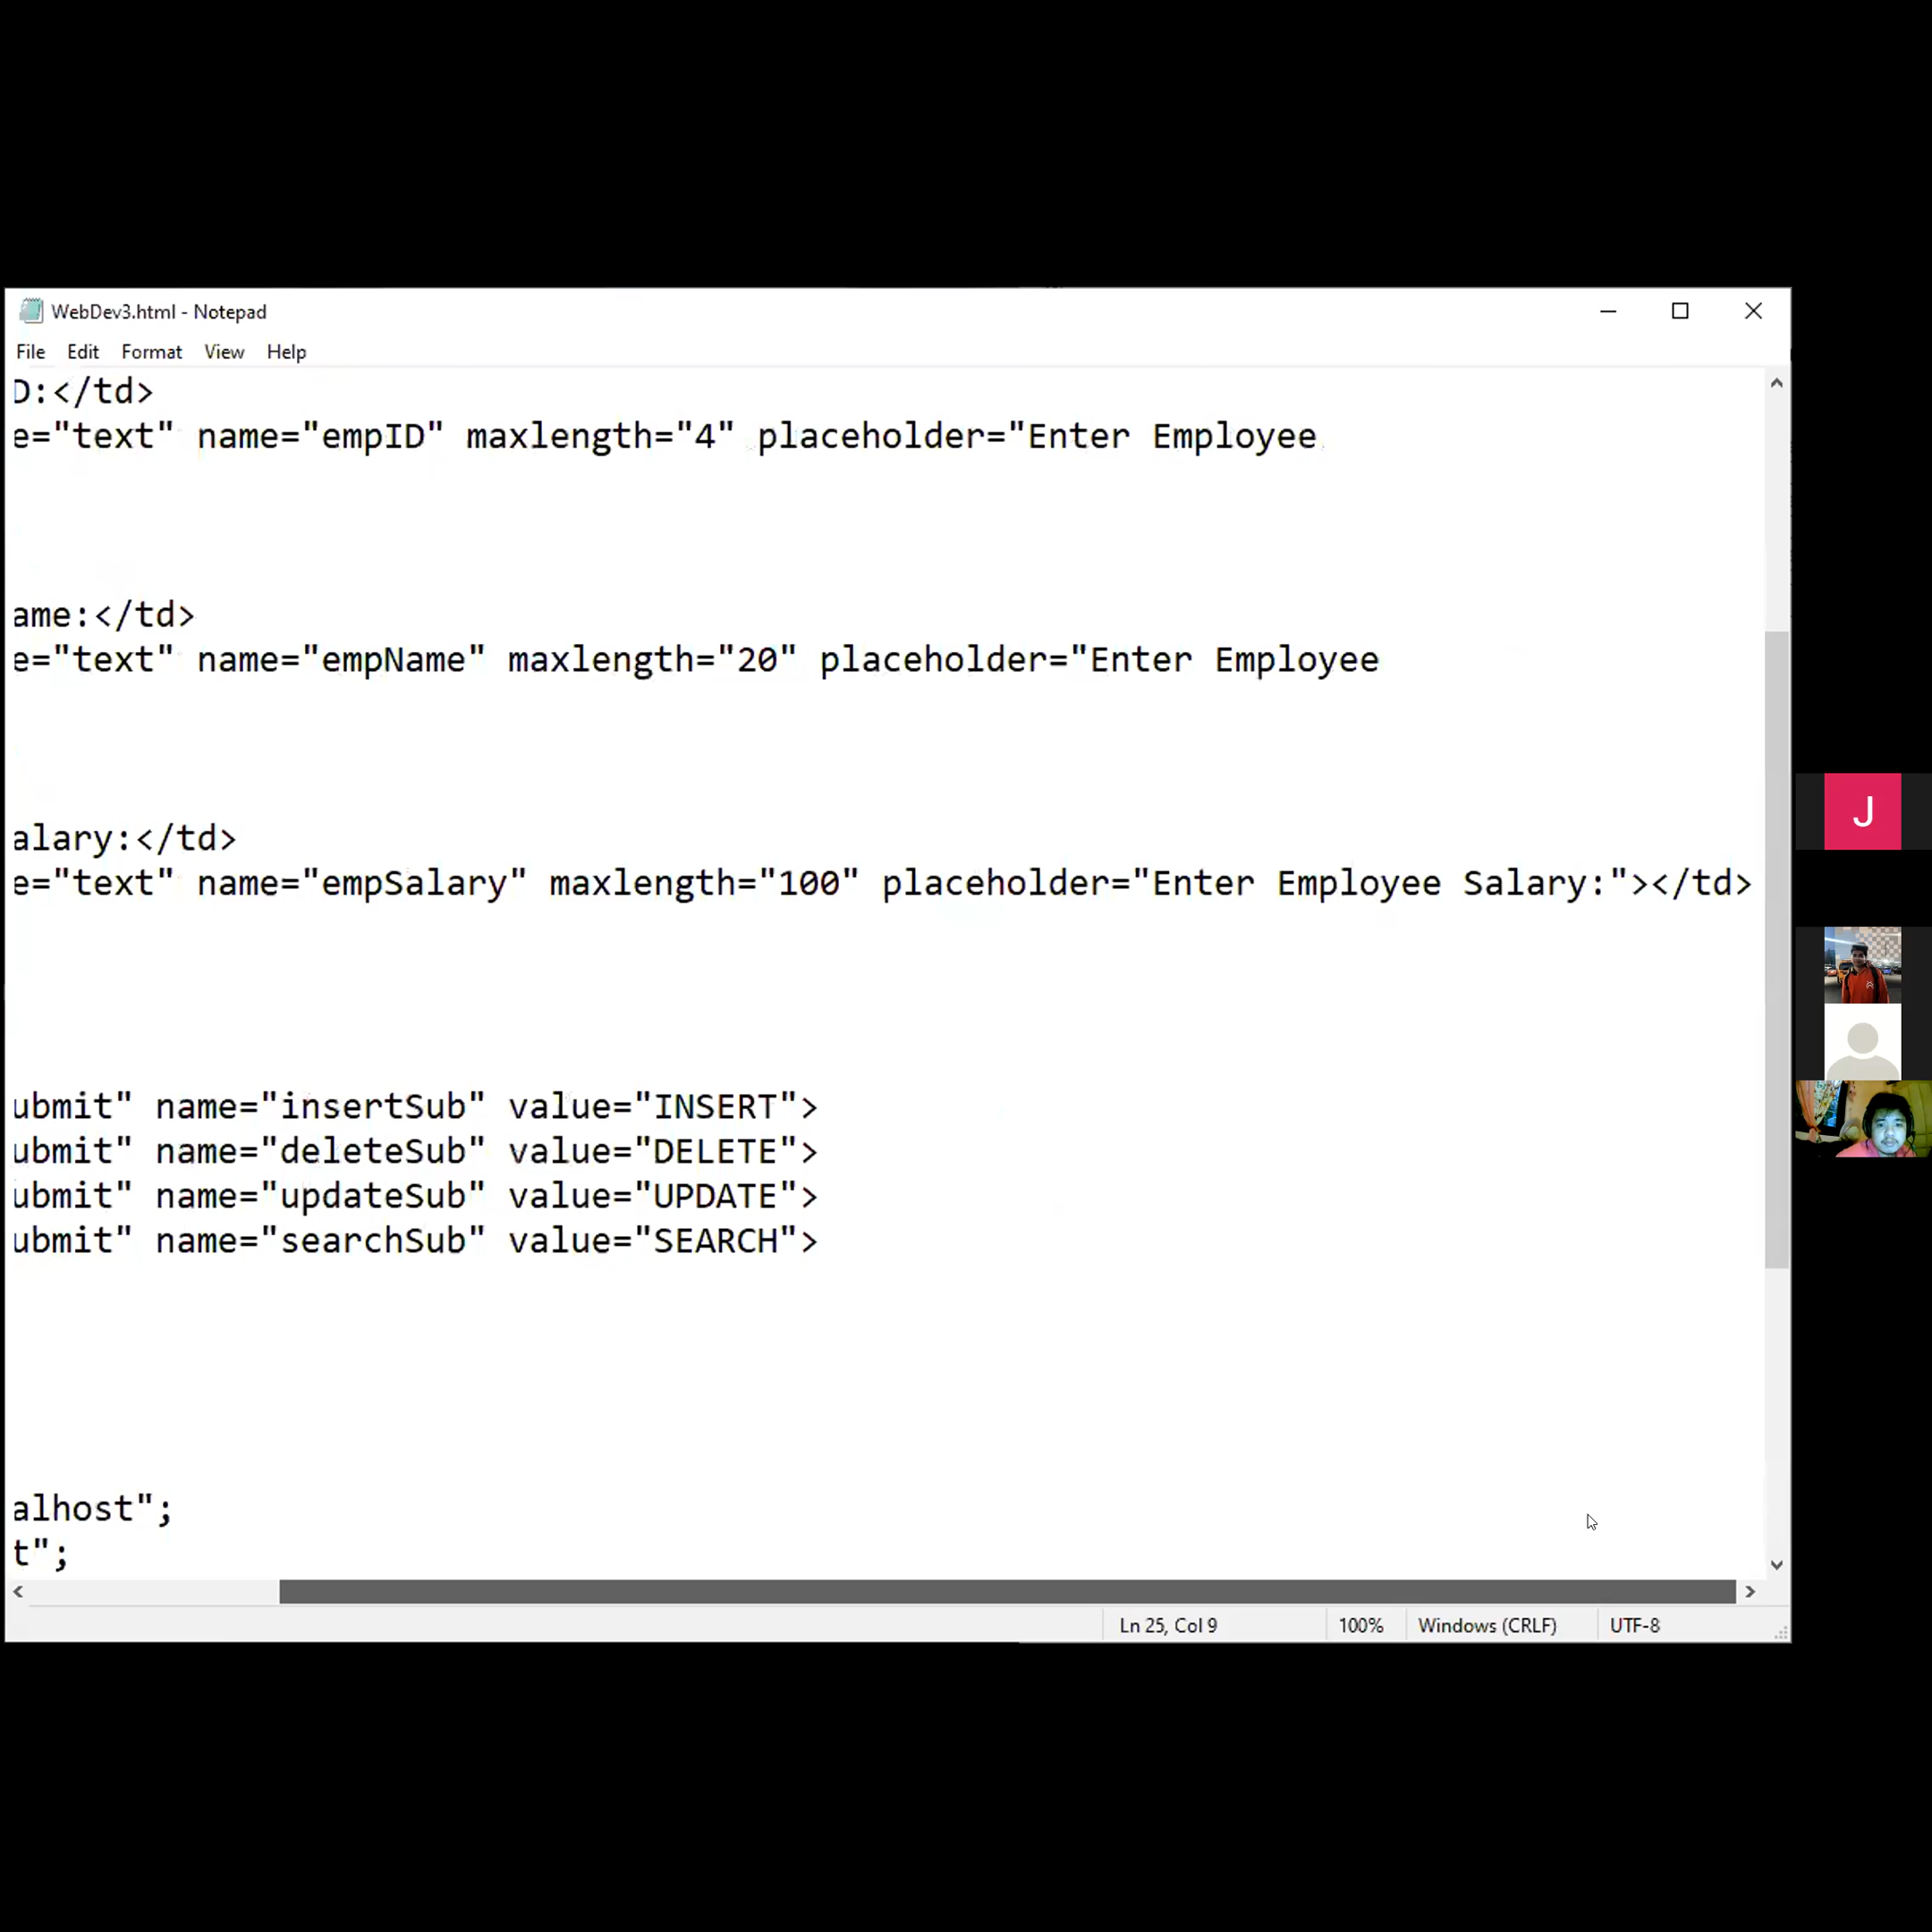 WebDev3.html - Notepad
File Edit Format View Help
D:</td>
e="text" name="empID" maxlength="4" placeholder="Enter Employee
ame:</td>
e="text" name="empName" maxlength="20" placeholder="Enter Employee
alary:</td>
e="text" name="empSalary" maxlength="100" placeholder="Enter Employee Salary:"></td>
ubmit" name="insertSub" value="INSERT">
ubmit" name="deleteSub" value="DELETE">
ubmit" name="updateSub" value="UPDATE">
ubmit" name="searchSub" value="SEARCH">
alhost";
t";
Ln 25, Col 9 100% Windows (CRLF) UTF-8
J